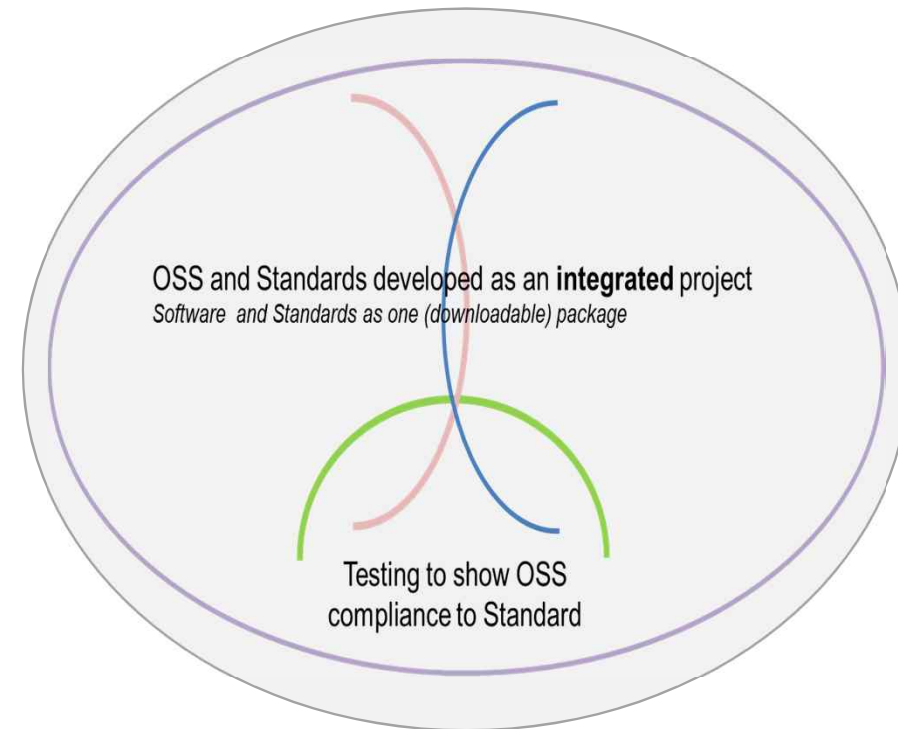 OSS and Standards developed as an integrated project
Software and Standards as one (downloadable) package
Testing to show OSS
compliance to Standard